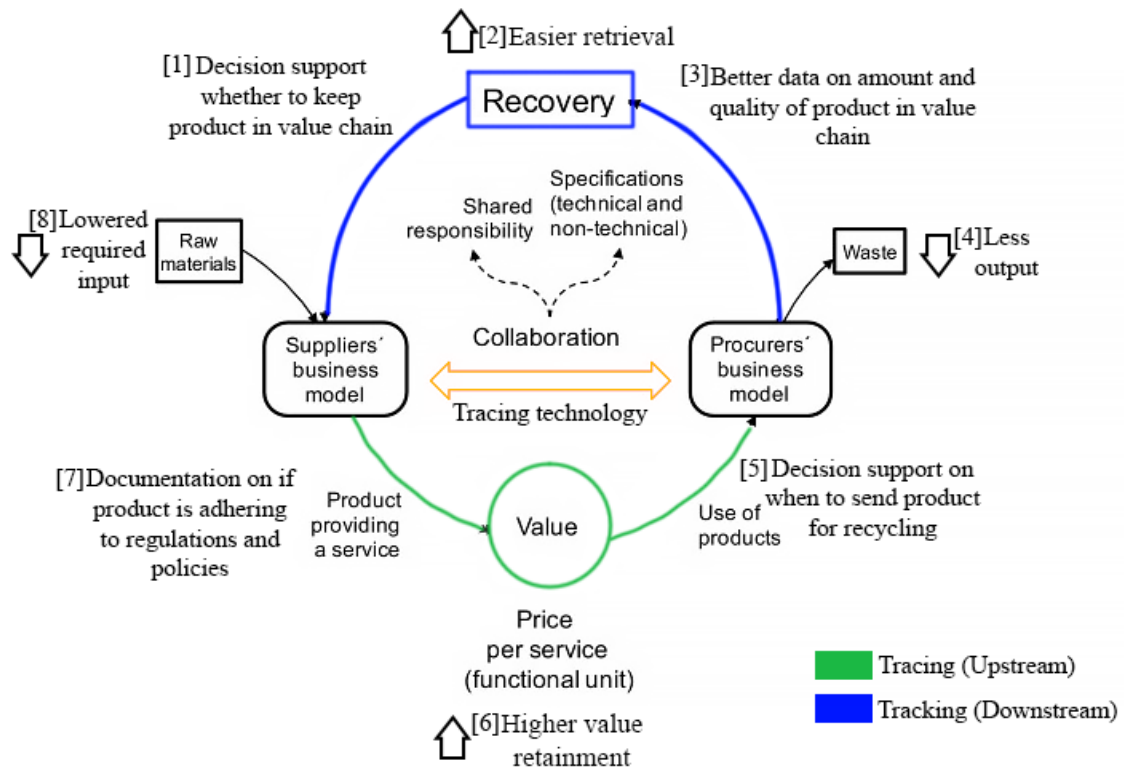 [2]Easier retrieval
[1]Decision support
whether to keep
product in value chain
Recovery
[3]Better data on amount and
quality of product in value
chain
Shared
responsibility
Specifications
(technical and
non-technical)
[8]Lowered
required
input
Raw
materials
Waste
[4]Less
output
Suppliers´
business
model
Collaboration
Tracing technology
Procurers´
business
model
[7]Documentation on if
product is adhering
to regulations and
policies
Product
providing
a service
Value
Use of
products
[5]Decision support on
when to send product
for recycling
Price
per service
(functional unit)
[6]Higher value
retainment
Tracing (Upstream)
Tracking (Downstream)